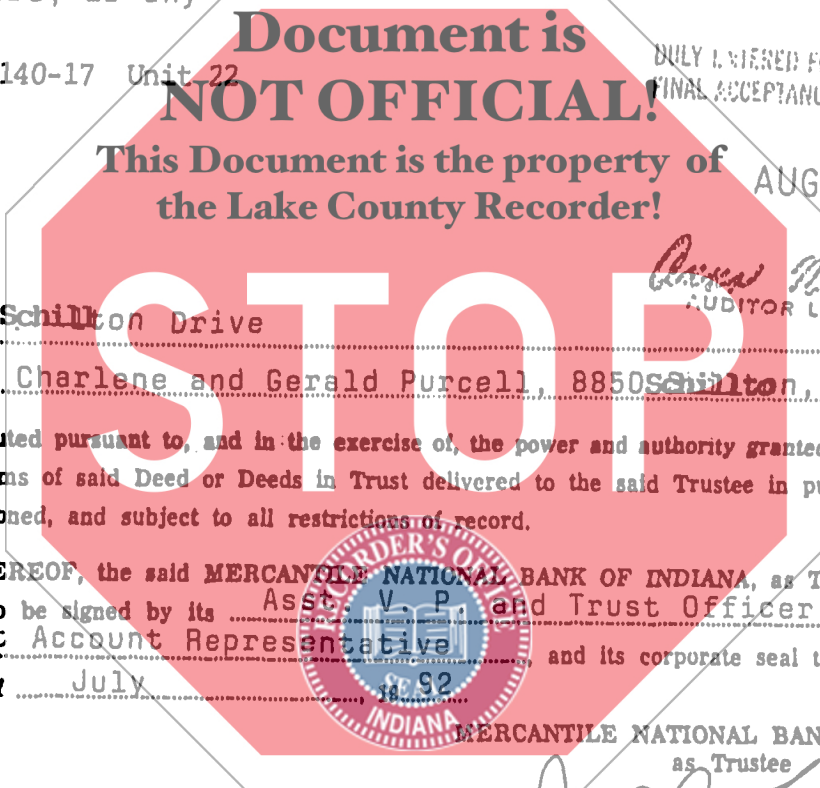 Document is
140-17 Unit 22
DULY ENTERED F
NOT OFFICIAL!
FINAL ACCEPTANC
This Document is the property of
AUG
the Lake County Recorder!
AUDITOR L
STOP
Schillton Drive
Charlene and Gerald Purcell, 8850 Schillton,
ted pursuant to, and in the exercise of, the power and authority granted
ms of said Deed or Deeds in Trust delivered to the said Trustee in pu
oned, and subject to all restrictions of record.
RECORDER'S OFFICE
EREOF, the said MERCANTILE NATIONAL BANK OF INDIANA, as T
o be signed by its Asst. V. P. and Trust Officer
t Account Representative, and its corporate seal t
July, 19 92
SEAL
INDIANA
MERCANTILE NATIONAL BAN
as Trustee